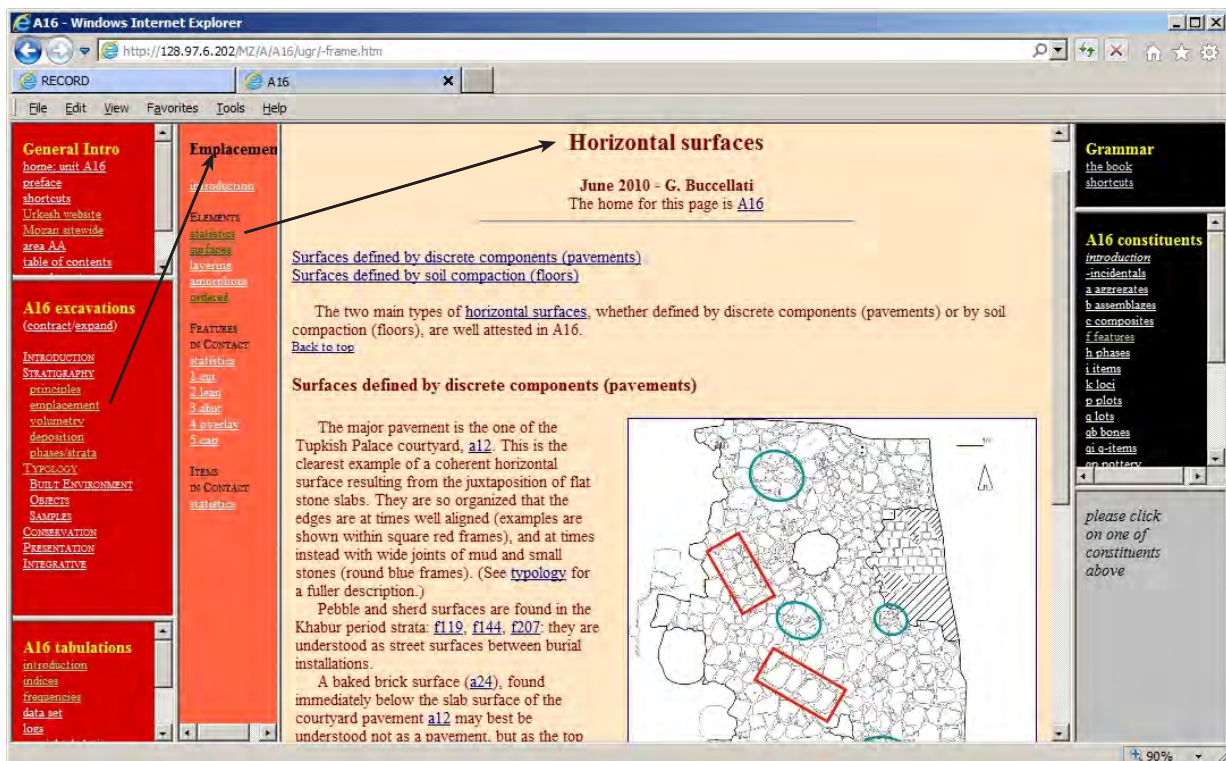 A16 - Windows Internet Explorer
http://128.97.6.202/MZ/A/A16/ugr/-frame.htm
RECORD
A16
File Edit View Favorites Tools Help
General Intro
home: unit A16
preface
shortcuts
Urkesh website
Mozan sitewide
area AA
table of contents
A16 excavations
(contract/expand)
INTRODUCTION
STRATIGRAPHY
principles
emplacement
volumetry
deposition
phases/strata
TYPOLOGY
BUILT ENVIRONMENT
OBJECTS
SAMPLES
CONSERVATION
PRESENTATION
INTEGRATIVE
A16 tabulations
introduction
indices
frequencies
data set
logs
Emplacemen
introduction
ELEMENTS
statistics
surfaces
layering
amorphous
ordered
FEATURES
IN CONTACT
statistics
1 cut
2 lean
3 abut
4 overlay
5 cap
ITEMS
IN CONTACT
statistics
Horizontal surfaces
June 2010 - G. Buccellati
The home for this page is A16
Surfaces defined by discrete components (pavements)
Surfaces defined by soil compaction (floors)
The two main types of horizontal surfaces, whether defined by discrete components (pavements) or by soil
compaction (floors), are well attested in A16.
Back to top
Surfaces defined by discrete components (pavements)
The major pavement is the one of the
Tupkish Palace courtyard, a12. This is the
clearest example of a coherent horizontal
surface resulting from the juxtaposition of flat
stone slabs. They are so organized that the
edges are at times well aligned (examples are
shown within square red frames), and at times
instead with wide joints of mud and small
stones (round blue frames). (See typology for
a fuller description.)
Pebble and sherd surfaces are found in the
Khabur period strata: f119, f144, f207: they are
understood as street surfaces between burial
installations.
A baked brick surface (a24), found
immediately below the slab surface of the
courtyard pavement a12 may best be
understood not as a pavement, but as the top
Grammar
the book
shortcuts
A16 constituents
introduction
-incidentals
a aggregates
b assemblages
c composites
f features
h phases
i items
k loci
p plots
q lots
qb bones
qi q-items
qp pottery
please click
on one of
constituents
above
90%